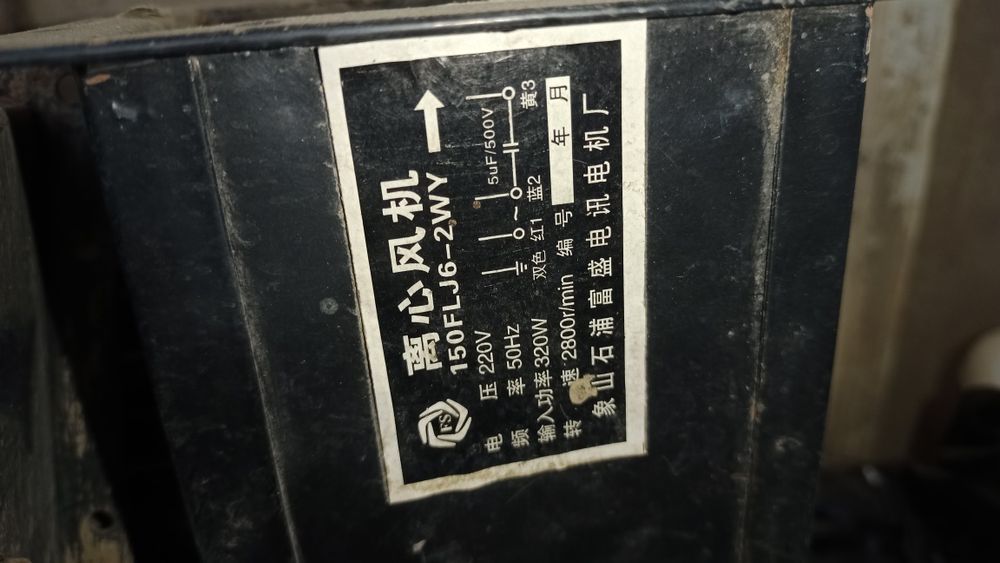 离心风机
150FLJ6-2WY
FS
电 压 220V
频 率 50Hz
输入功率 320W
转 速 2800r/min
5uF/500V
~
双色 红1 蓝2 黄3
编号 年 月
象山石浦富盛电讯电机厂